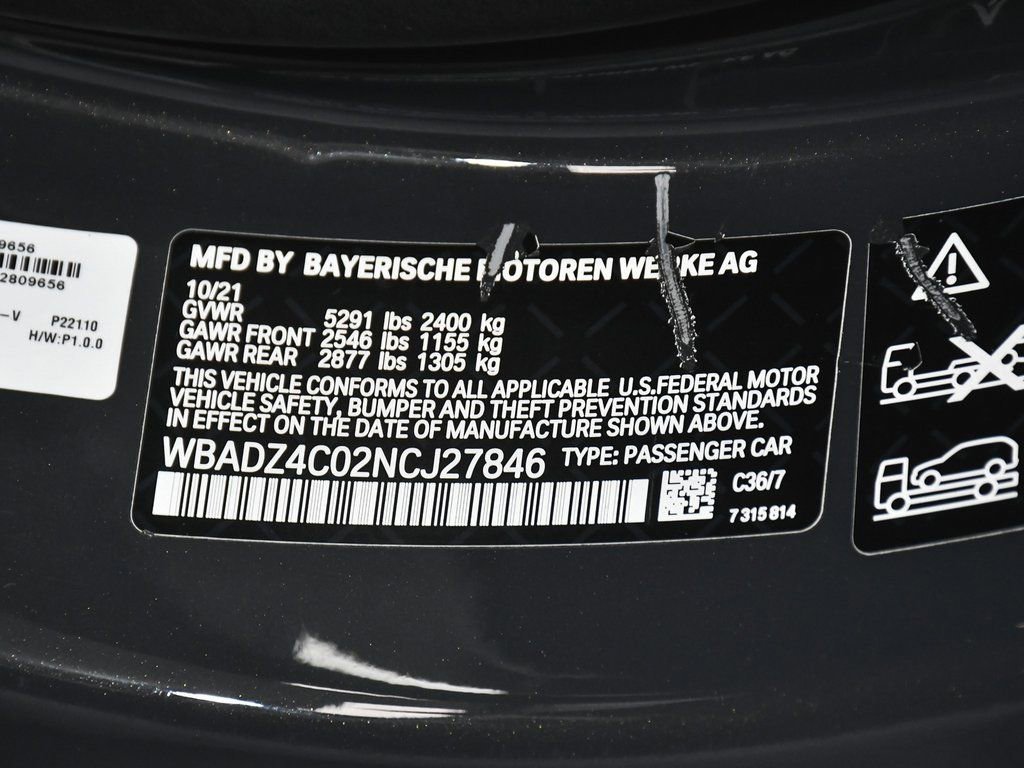 9656
2809656
-V P221.10
H/W:P1.0.0
MFD BY BAYERISCHE MOTOREN WERKE AG
10/21
GVWR 5291 lbs 2400 kg
GAWR FRONT 2546 lbs 1155 kg
GAWR REAR 2877 lbs 1305 kg
THIS VEHICLE CONFORMS TO ALL APPLICABLE U.S.FEDERAL MOTOR
VEHICLE SAFETY, BUMPER AND THEFT PREVENTION STANDARDS
IN EFFECT ON THE DATE OF MANUFACTURE SHOWN ABOVE.
WBADZ4C02NCJ27846 TYPE: PASSENGER CAR
C36/7
7 315 814